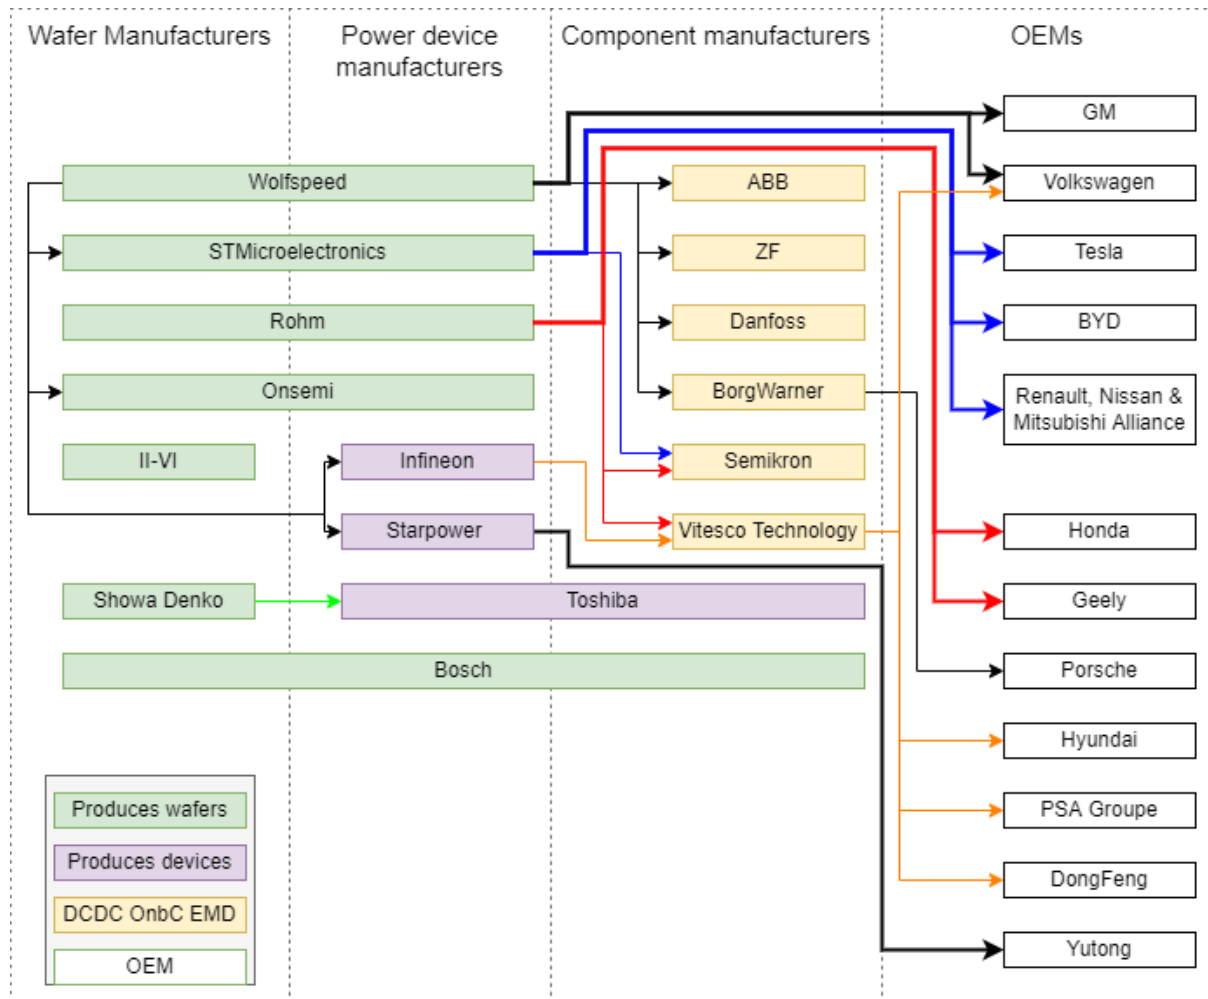 Wafer Manufacturers
Power device
manufacturers
Component manufacturers
OEMs
GM
Wolfspeed
ABB
Volkswagen
STMicroelectronics
ZF
Tesla
Rohm
Danfoss
BYD
Onsemi
BorgWarner
Renault, Nissan &
Mitsubishi Alliance
II-VI
Infineon
Semikron
Starpower
Vitesco Technology
Honda
Showa Denko
Toshiba
Geely
Bosch
Porsche
Hyundai
Produces wafers
PSA Groupe
Produces devices
DongFeng
DCDC OnbC EMD
Yutong
OEM